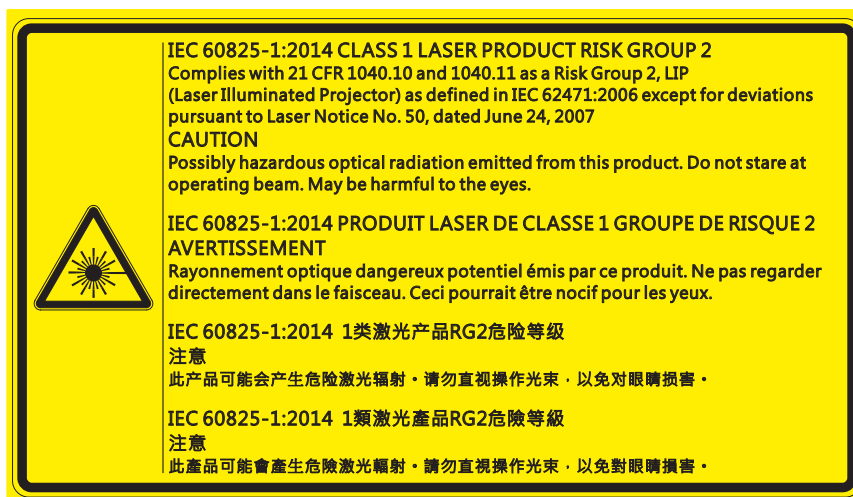 IEC 60825-1:2014 CLASS 1 LASER PRODUCT RISK GROUP 2
Complies with 21 CFR 1040.10 and 1040.11 as a Risk Group 2, LIP
(Laser Illuminated Projector) as defined in IEC 62471:2006 except for deviations
pursuant to Laser Notice No. 50, dated June 24, 2007
CAUTION
Possibly hazardous optical radiation emitted from this product. Do not stare at
operating beam. May be harmful to the eyes.
IEC 60825-1:2014 PRODUIT LASER DE CLASSE 1 GROUPE DE RISQUE 2
AVERTISSEMENT
Rayonnement optique dangereux potentiel émis par ce produit. Ne pas regarder
directement dans le faisceau. Ceci pourrait être nocif pour les yeux.
IEC 60825-1:2014 1类激光产品RG2危险等级
注意
此产品可能会产生危险激光辐射。请勿直视操作光束，以免对眼睛损害。
IEC 60825-1:2014 1類激光產品RG2危險等級
注意
此產品可能會產生危險激光輻射。請勿直視操作光束，以免對眼睛損害。